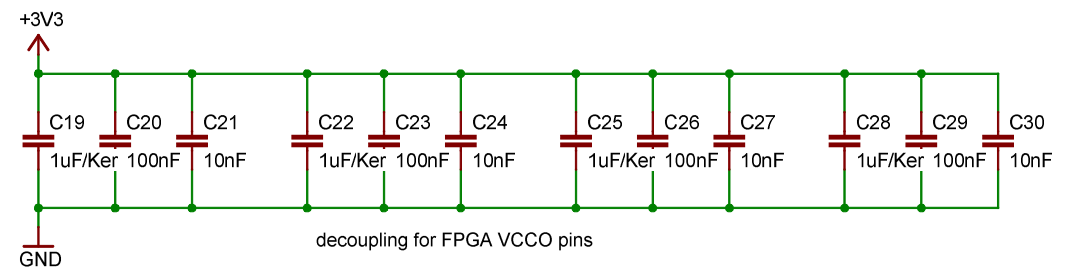 +3V3
C19 C20 C21 C22 C23 C24 C25 C26 C27 C28 C29 C30
1uF/Ker 100nF 10nF 1uF/Ker 100nF 10nF 1uF/Ker 100nF 10nF 1uF/Ker 100nF 10nF
decoupling for FPGA VCCO pins
GND